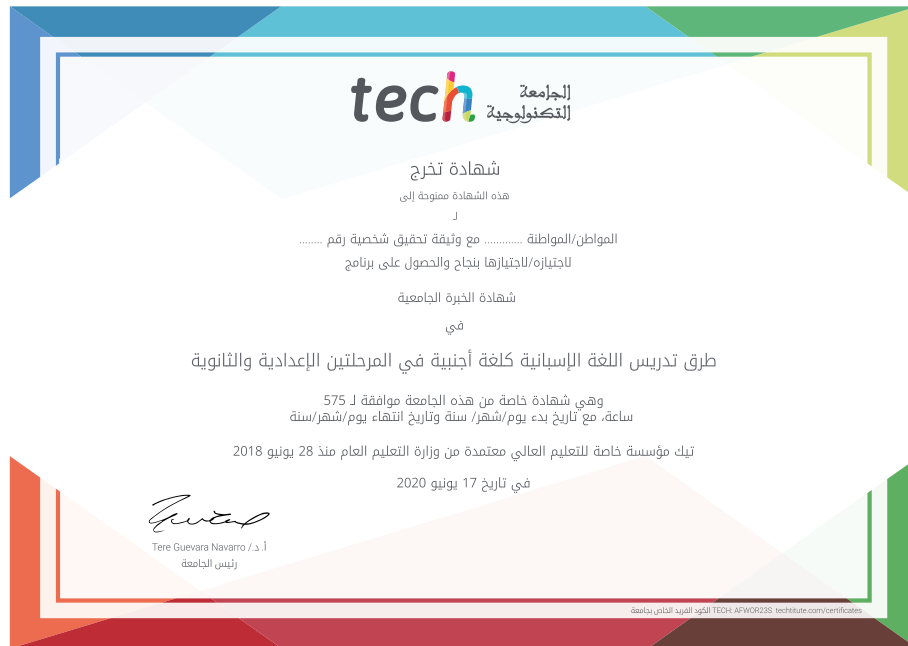 tech الجامعة
التكنولوجية
شهادة تخرج
هذه الشهادة ممنوحة إلى
لـ
المواطن/المواطنة ............ مع وثيقة تحقيق شخصية رقم ........
لاجتيازه/لاجتيازها بنجاح والحصول على برنامج
شهادة الخبرة الجامعية
في
طرق تدريس اللغة الإسبانية كلغة أجنبية في المرحلتين الإعدادية والثانوية
وهي شهادة خاصة من هذه الجامعة موافقة لـ 575
ساعة، مع تاريخ بدء يوم/شهر/ سنة وتاريخ انتهاء يوم/شهر/سنة
تيك مؤسسة خاصة للتعليم العالي معتمدة من وزارة التعليم العام منذ 28 يونيو 2018
في تاريخ 17 يونيو 2020
أ.د./ Tere Guevara Navarro
رئيس الجامعة
الكود الفريد الخاص بجامعة TECH: AFWOR23S techtitute.com/certificates